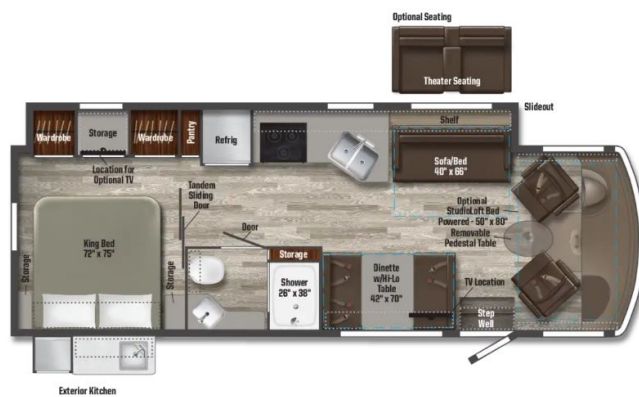 Optional Seating
Theater Seating
Slideout
Shelf
Wardrobe
Storage
Wardrobe
Pantry
Refrig
Sofa/Bed
40" x 66"
Location for
Optional TV
Tandem
Sliding
Door
Optional
StudioLoft Bed
Powered - 50" x 80"
Removable
Pedestal Table
Door
King Bed
72" x 75"
Storage
Storage
Storage
Shower
26" x 38"
Dinette
w/Hi-Lo
Table
42" x 70"
TV Location
Step
Well
Exterior Kitchen